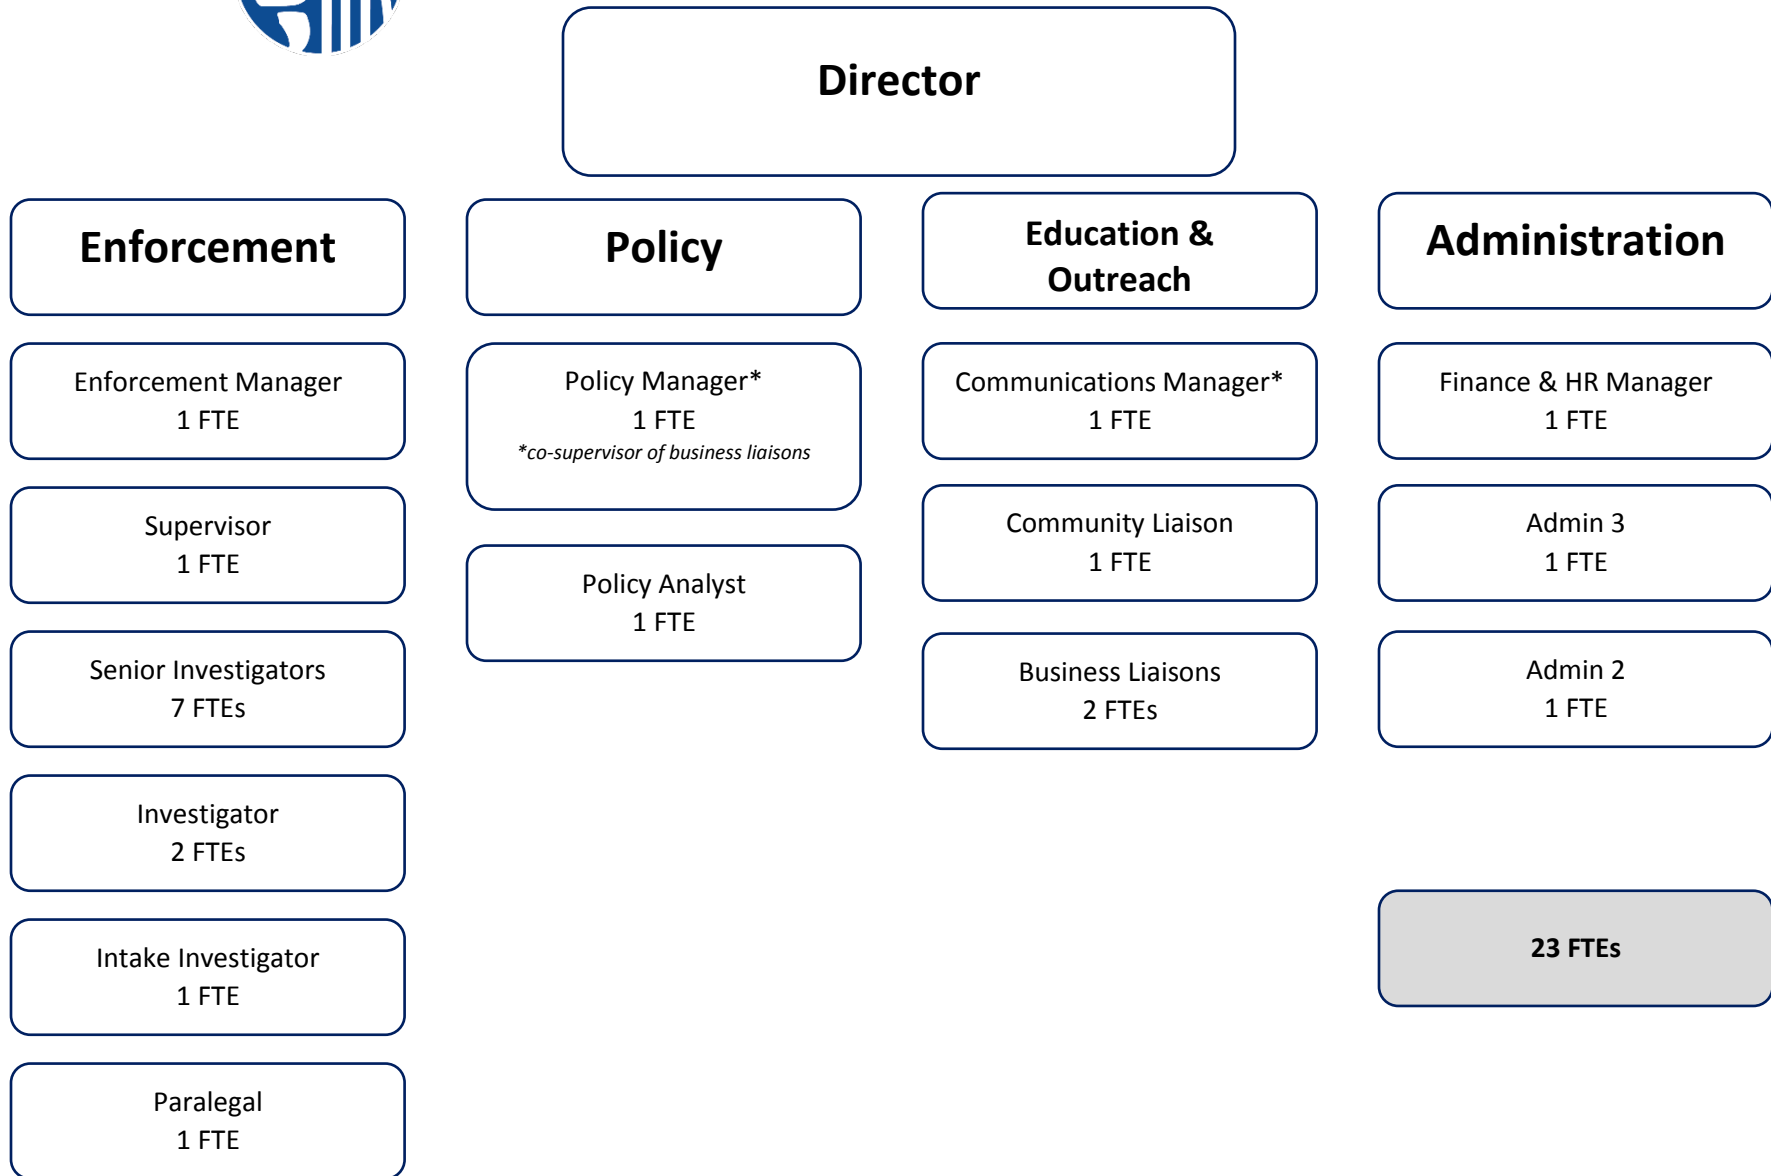 Director
Enforcement
Enforcement Manager
1 FTE
Supervisor
1 FTE
Senior Investigators
7 FTEs
Investigator
2 FTEs
Intake Investigator
1 FTE
Paralegal
1 FTE
Policy
Policy Manager*
1 FTE
*co-supervisor of business liaisons
Policy Analyst
1 FTE
Education &
Outreach
Communications Manager*
1 FTE
Community Liaison
1 FTE
Business Liaisons
2 FTEs
Administration
Finance & HR Manager
1 FTE
Admin 3
1 FTE
Admin 2
1 FTE
23 FTEs